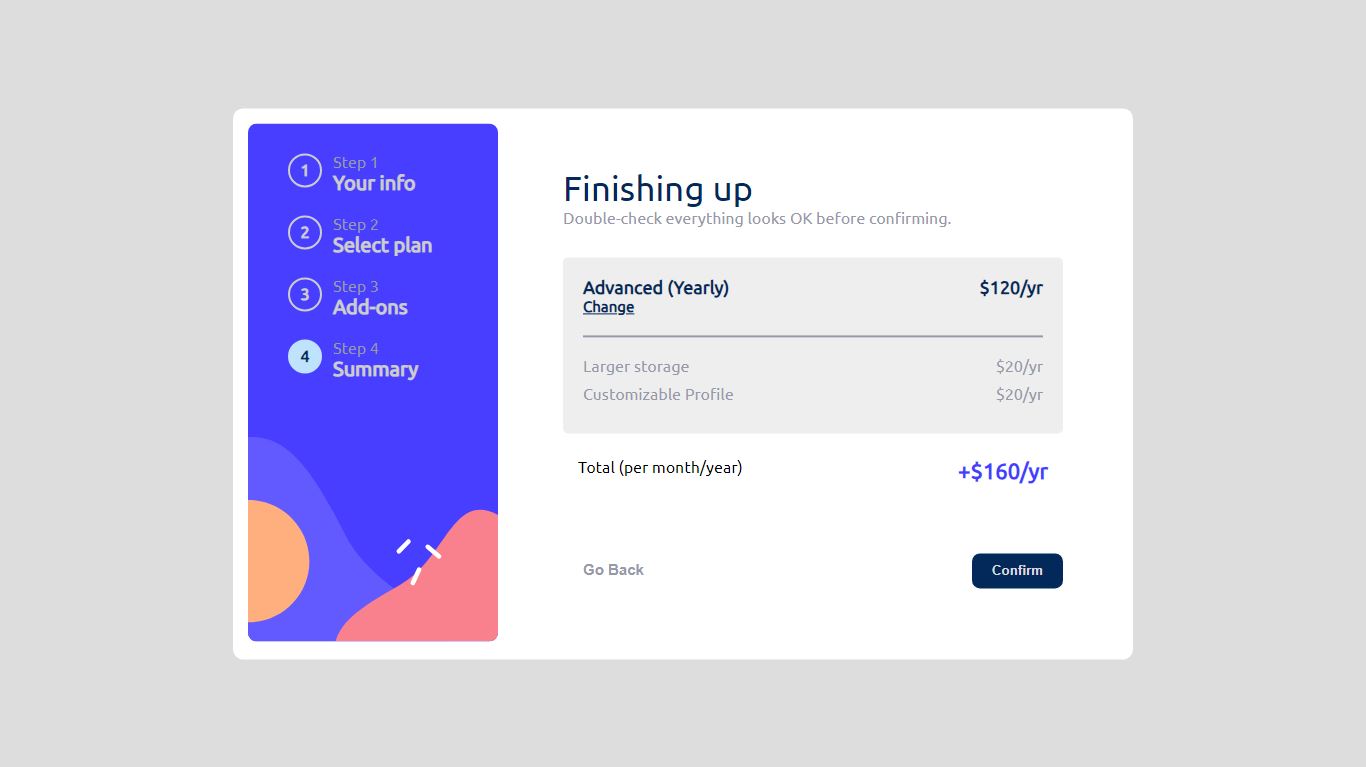 1
Step 1
Your info
2
Step 2
Select plan
3
Step 3
Add-ons
4
Step 4
Summary
Finishing up
Double-check everything looks OK before confirming.
Advanced (Yearly) $120/yr
Change
Larger storage $20/yr
Customizable Profile $20/yr
Total (per month/year) +$160/yr
Go Back Confirm